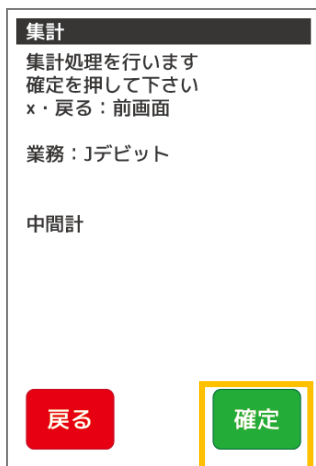 集計
集計処理を行います
確定を押して下さい
x・戻る：前画面
業務：Jデビット
中間計
戻る
確定